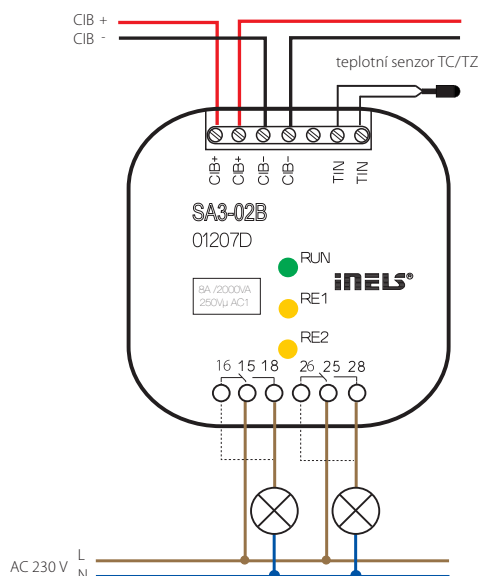 CIB +
CIB -
teplotní senzor TC/TZ
CIB+ CIB+ CIB- CIB- TIN TIN
SA3-02B
01207D
RUN
iNELS®
8A /2000VA
250Vµ AC1
RE1
RE2
16 15 18 26 25 28
L
AC 230 V
N